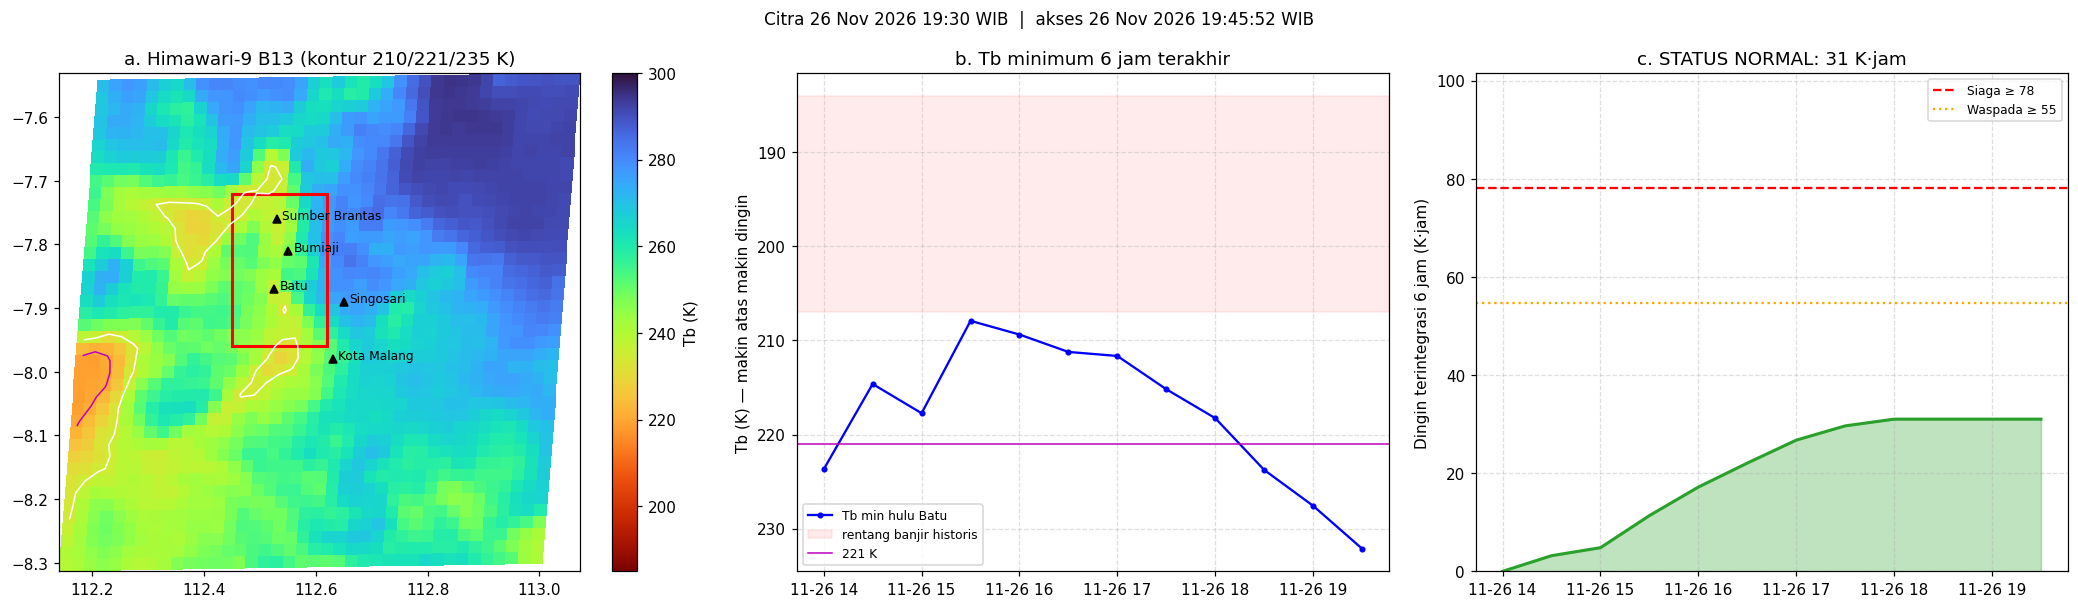 Citra 26 Nov 2026 19:30 WIB | akses 26 Nov 2026 19:45:52 WIB
a. Himawari-9 B13 (kontur 210/221/235 K)
−7.6
−7.7
−7.8
−7.9
−8.0
−8.1
−8.2
−8.3
112.2
112.4
112.6
112.8
113.0
Sumber Brantas
Bumiaji
Batu
Singosari
Kota Malang
300
280
260
240
220
200
Tb (K)
b. Tb minimum 6 jam terakhir
Tb (K) — makin atas makin dingin
190
200
210
220
230
Tb min hulu Batu
rentang banjir historis
221 K
11-26 14
11-26 15
11-26 16
11-26 17
11-26 18
11-26 19
c. STATUS NORMAL: 31 K·jam
Dingin terintegrasi 6 jam (K·jam)
100
80
60
40
20
0
Siaga ≥ 78
Waspada ≥ 55
11-26 14
11-26 15
11-26 16
11-26 17
11-26 18
11-26 19